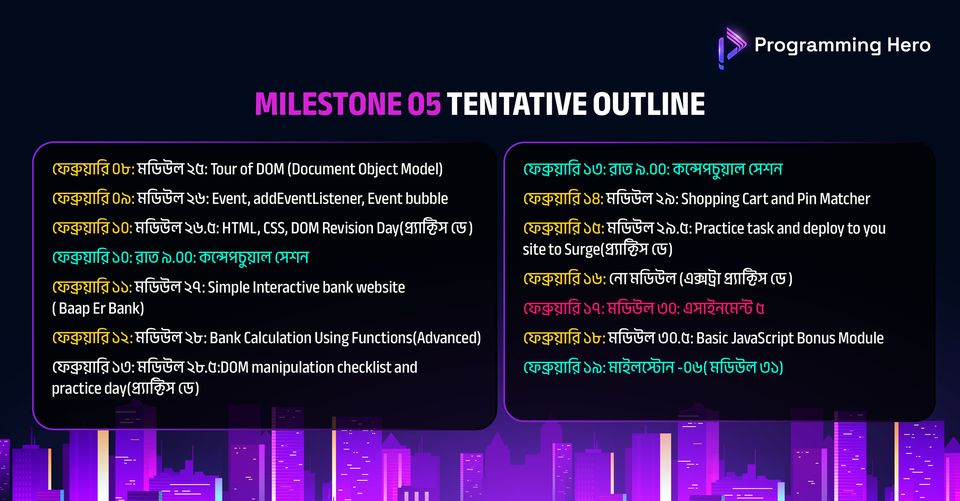 Programming Hero
MILESTONE 05 TENTATIVE OUTLINE
ফেব্রুয়ারি ০৮: মডিউল ২৫: Tour of DOM (Document Object Model)
ফেব্রুয়ারি ০৯: মডিউল ২৬: Event, addEventListener, Event bubble
ফেব্রুয়ারি ১০: মডিউল ২৬.৫: HTML, CSS, DOM Revision Day(প্র্যাক্টিস ডে )
ফেব্রুয়ারি ১০: রাত ৯.০০: কন্সেপচুয়াল সেশন
ফেব্রুয়ারি ১১: মডিউল ২৭: Simple Interactive bank website
( Baap Er Bank)
ফেব্রুয়ারি ১২: মডিউল ২৮: Bank Calculation Using Functions(Advanced)
ফেব্রুয়ারি ১৩: মডিউল ২৮.৫:DOM manipulation checklist and
practice day(প্র্যাক্টিস ডে )
ফেব্রুয়ারি ১৩: রাত ৯.০০: কন্সেপচুয়াল সেশন
ফেব্রুয়ারি ১৪: মডিউল ২৯: Shopping Cart and Pin Matcher
ফেব্রুয়ারি ১৫: মডিউল ২৯.৫: Practice task and deploy to you
site to Surge(প্র্যাক্টিস ডে )
ফেব্রুয়ারি ১৬: নো মডিউল (এক্সট্রা প্র্যাক্টিস ডে )
ফেব্রুয়ারি ১৭: মডিউল ৩০: এসাইনমেন্ট ৫
ফেব্রুয়ারি ১৮: মডিউল ৩০.৫: Basic JavaScript Bonus Module
ফেব্রুয়ারি ১৯: মাইলস্টোন -০৬( মডিউল ৩১)